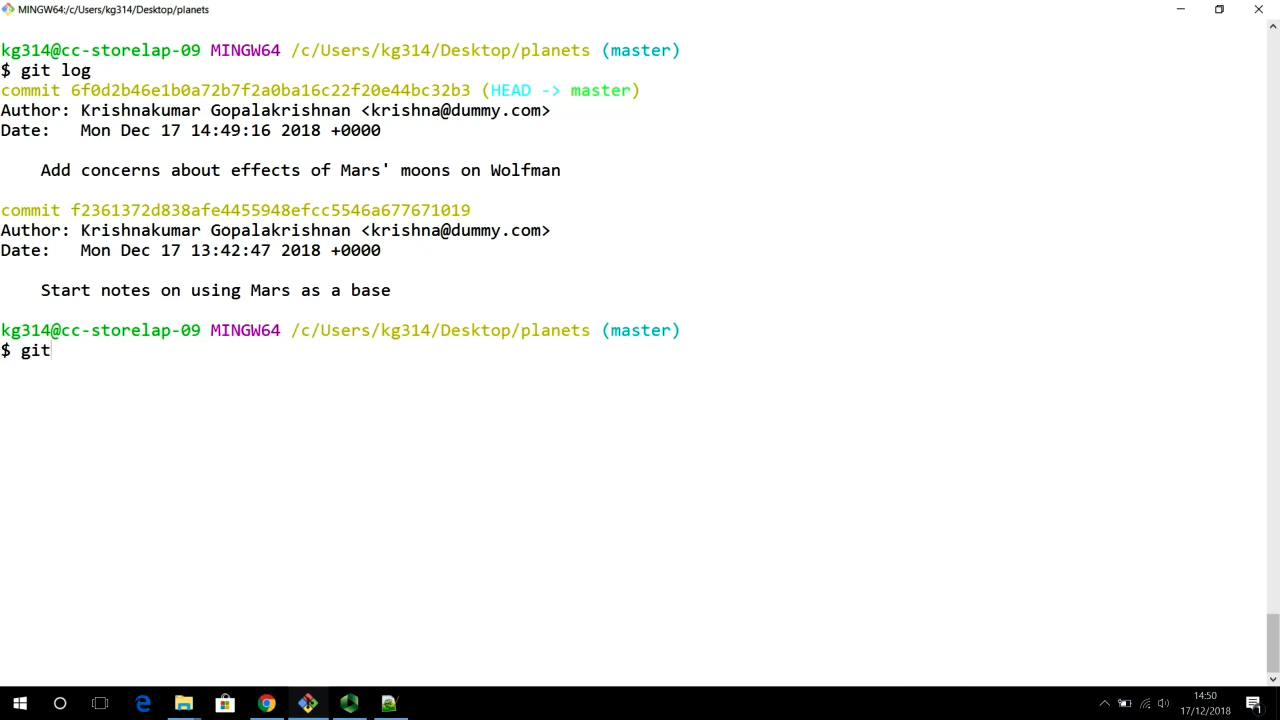 MINGW64:/c/Users/kg314/Desktop/planets
kg314@cc-storelap-09 MINGW64 /c/Users/kg314/Desktop/planets (master)
$ git log
commit 6f0d2b46e1b0a72b7f2a0ba16c22f20e44bc32b3 (HEAD -> master)
Author: Krishnakumar Gopalakrishnan <krishna@dummy.com>
Date:   Mon Dec 17 14:49:16 2018 +0000
    Add concerns about effects of Mars' moons on Wolfman
commit f2361372d838afe4455948efcc5546a677671019
Author: Krishnakumar Gopalakrishnan <krishna@dummy.com>
Date:   Mon Dec 17 13:42:47 2018 +0000
    Start notes on using Mars as a base
kg314@cc-storelap-09 MINGW64 /c/Users/kg314/Desktop/planets (master)
$ git
14:50
17/12/2018
1